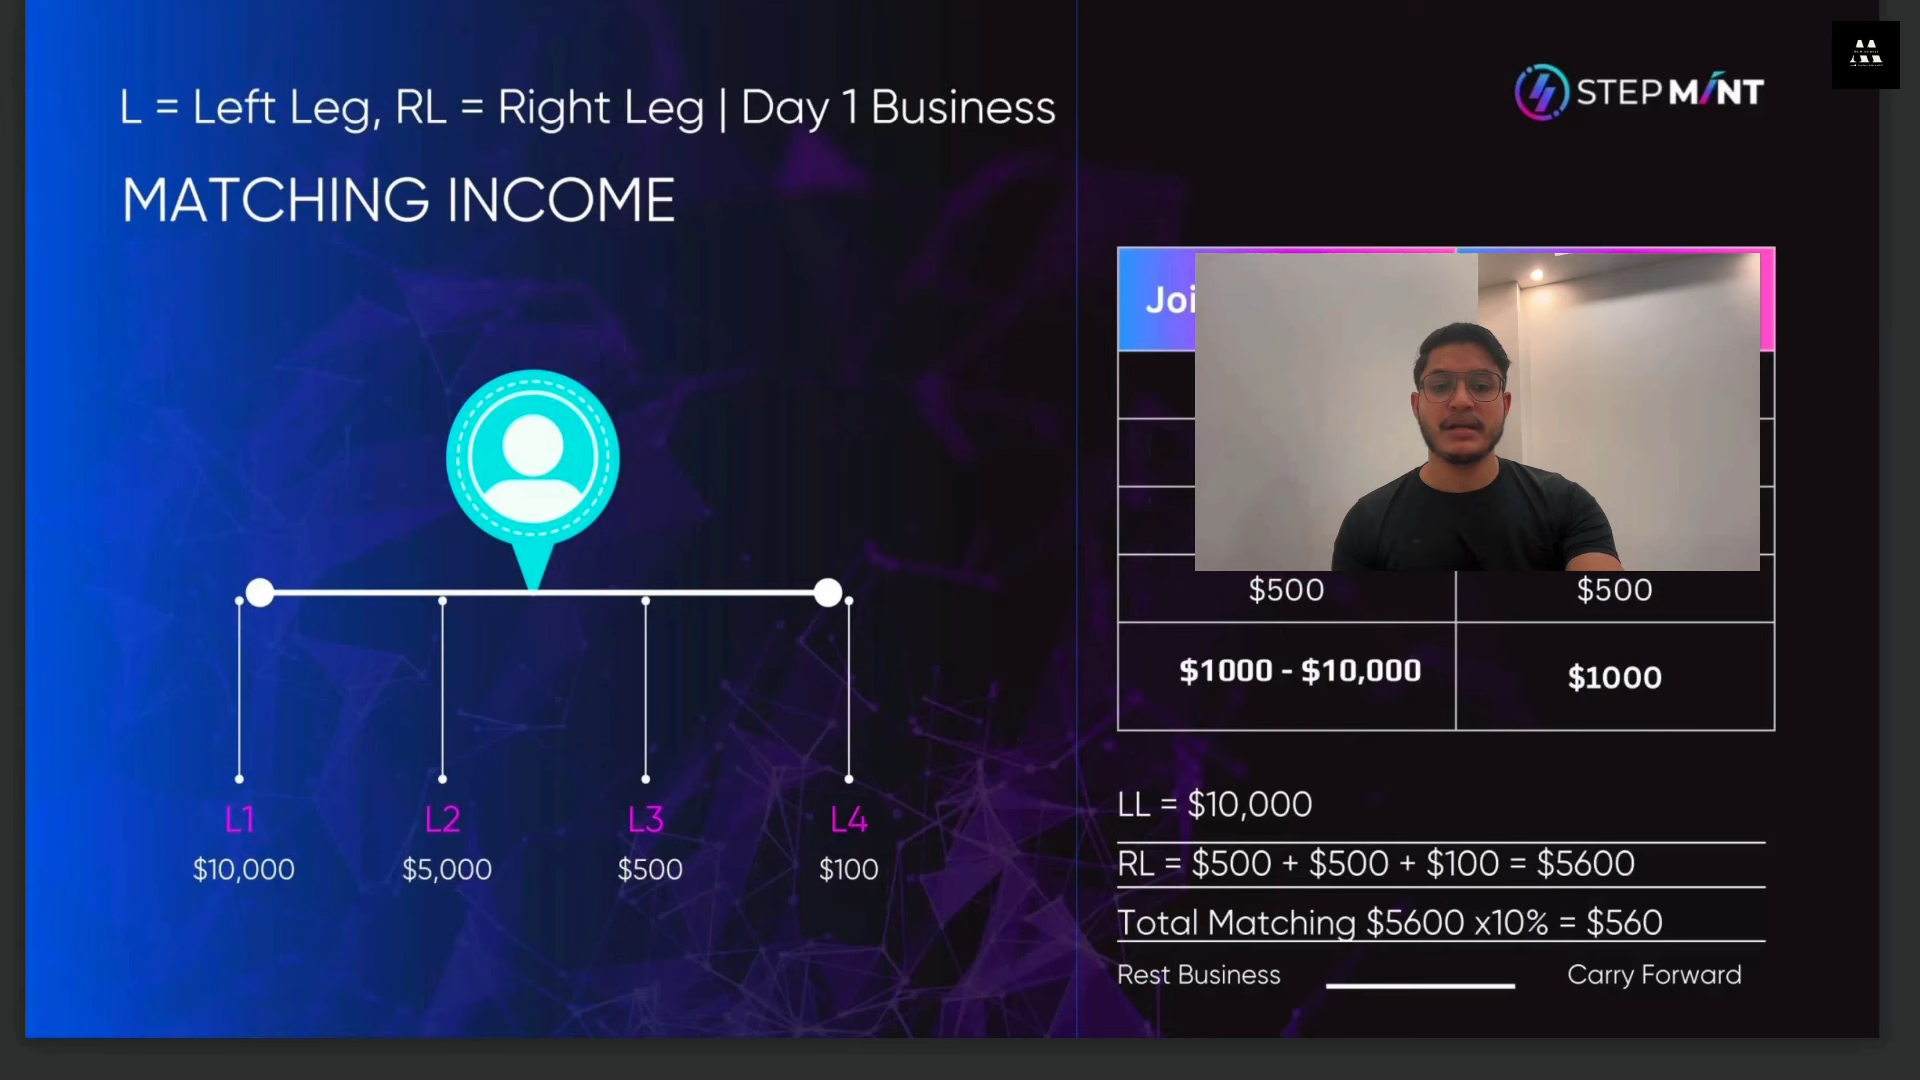 L = Left Leg, RL = Right Leg | Day 1 Business
MATCHING INCOME
STEP MINT
$500 $500
$1000 - $10,000 $1000
L1 L2 L3 L4
$10,000 $5,000 $500 $100
LL = $10,000
RL = $500 + $500 + $100 = $5600
Total Matching $5600 x10% = $560
Rest Business Carry Forward